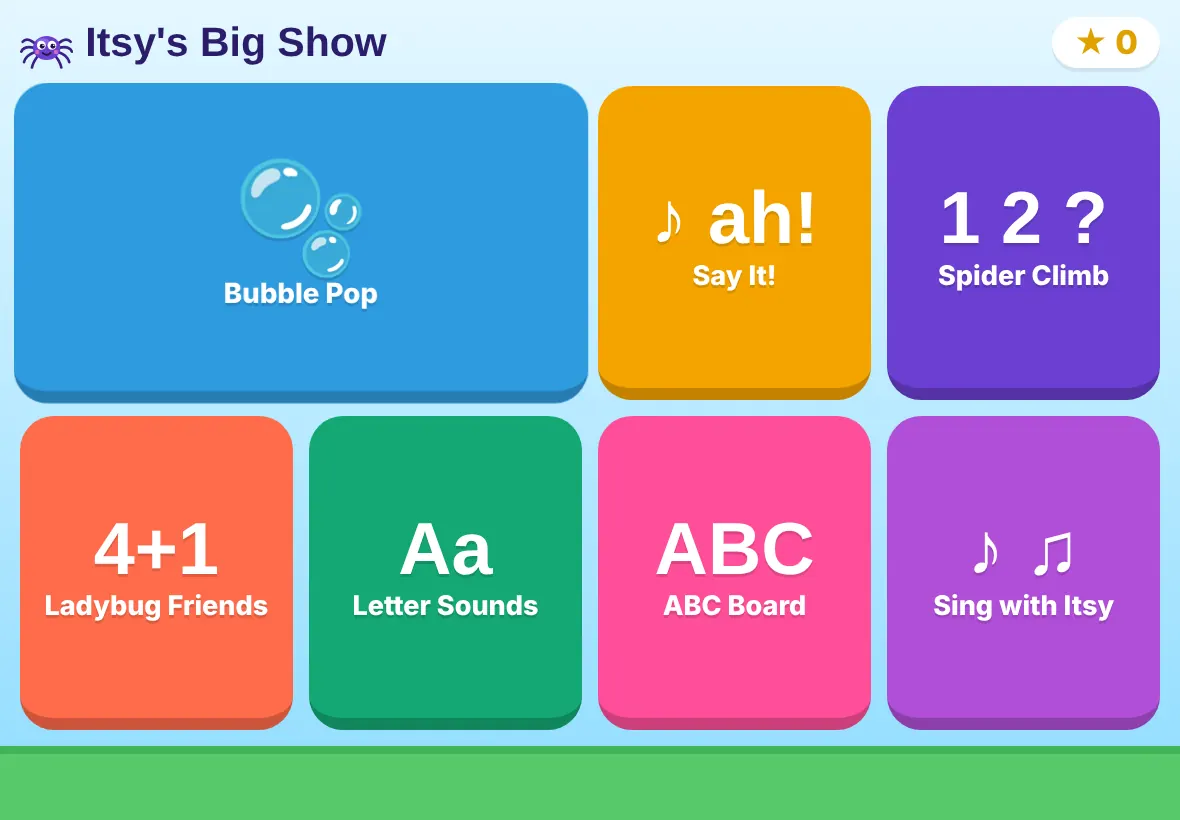 Itsy's Big Show
★ 0
Bubble Pop
♪ ah!
Say It!
1 2 ?
Spider Climb
4+1
Ladybug Friends
Aa
Letter Sounds
ABC
ABC Board
♪ ♫
Sing with Itsy